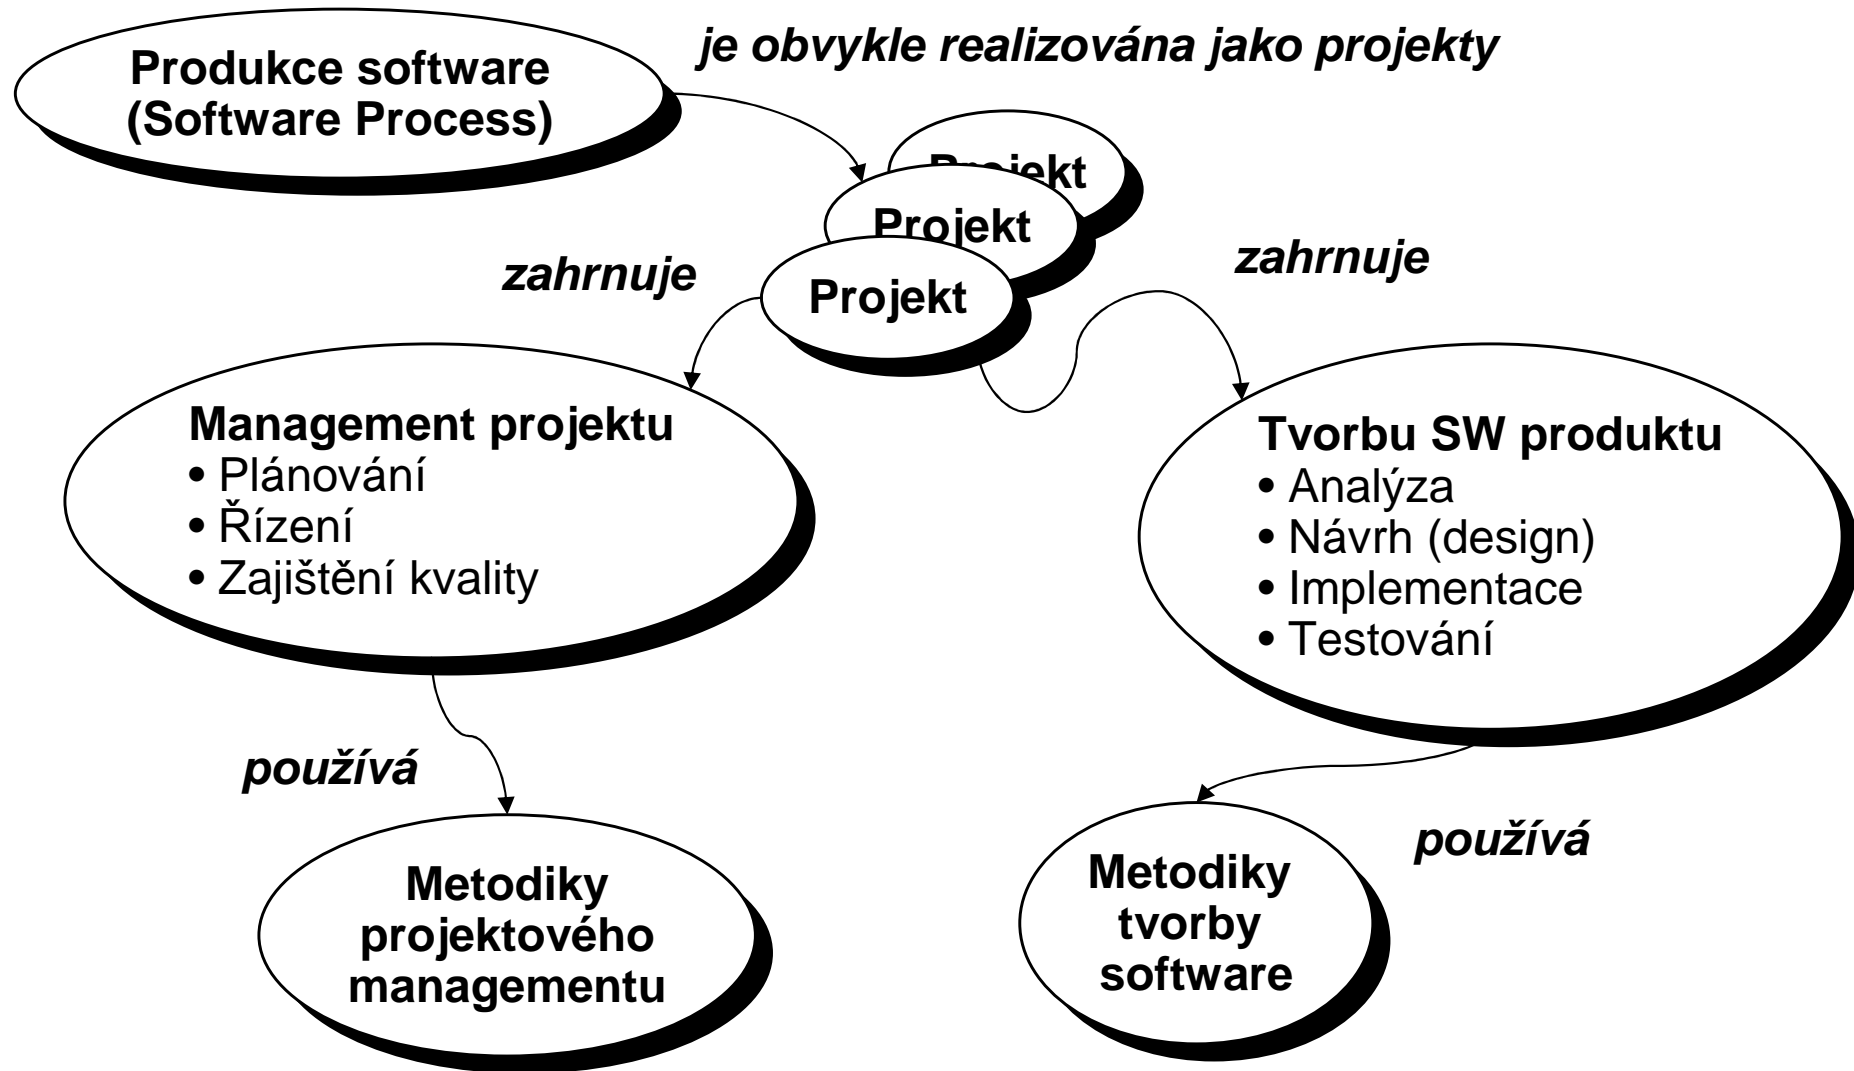 Produkce software
(Software Process)
je obvykle realizována jako projekty
Projekt
Projekt
Projekt
zahrnuje
zahrnuje
Management projektu
• Plánování
• Řízení
• Zajištění kvality
Tvorbu SW produktu
• Analýza
• Návrh (design)
• Implementace
• Testování
používá
používá
Metodiky
projektového
managementu
Metodiky
tvorby
software